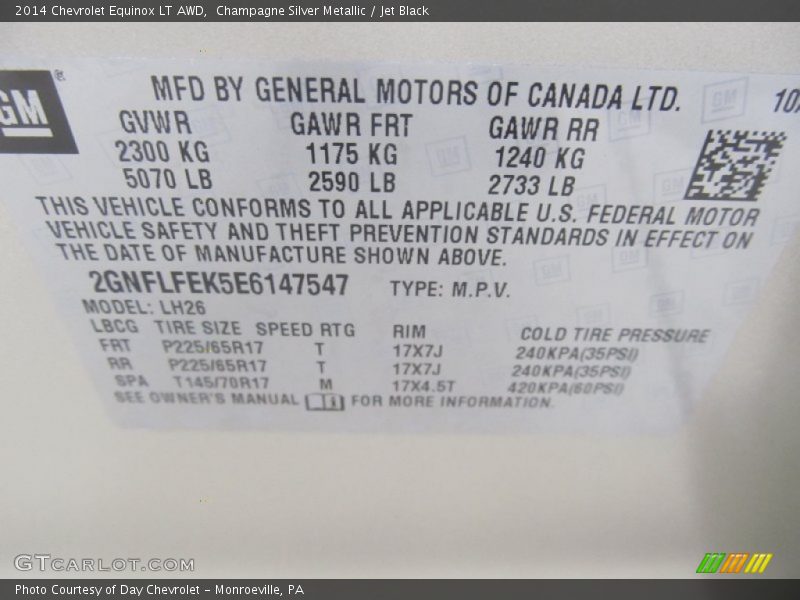 2014 Chevrolet Equinox LT AWD,  Champagne Silver Metallic / Jet Black
GM
MFD BY GENERAL MOTORS OF CANADA LTD.
GVWR GAWR FRT GAWR RR
2300 KG 1175 KG 1240 KG
5070 LB 2590 LB 2733 LB
THIS VEHICLE CONFORMS TO ALL APPLICABLE U.S. FEDERAL MOTOR
VEHICLE SAFETY AND THEFT PREVENTION STANDARDS IN EFFECT ON
THE DATE OF MANUFACTURE SHOWN ABOVE.
2GNFLFEK5E6147547 TYPE: M.P.V.
MODEL: LH26
LBCG TIRE SIZE SPEED RTG RIM COLD TIRE PRESSURE
FRT P225/65R17 T 17X7J 240KPA(35PSI)
RR P225/65R17 T 17X7J 240KPA(35PSI)
SPA T145/70R17 M 17X4.5T 420KPA(60PSI)
SEE OWNER'S MANUAL FOR MORE INFORMATION.
GTCARLOT.COM
Photo Courtesy of Day Chevrolet - Monroeville, PA